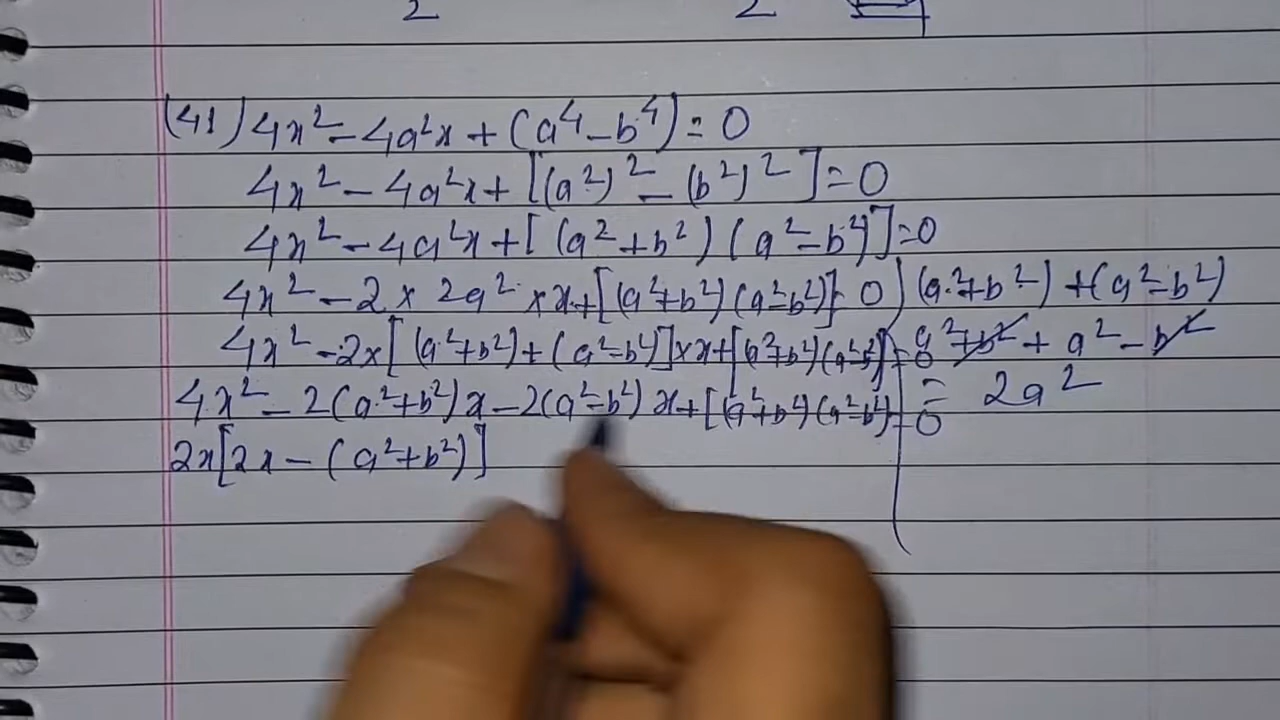 2 2
(41) 4x² - 4a²x + (a⁴ - b⁴) = 0
4x² - 4a²x + [(a²)² - (b²)²] = 0
4x² - 4a²x + [(a² + b²) (a² - b²)] = 0
4x² - 2 × 2a² × x + [(a² + b²) (a² - b²)] = 0 (a² + b²) + (a² - b²)
4x² - 2 × [(a² + b²) + (a² - b²)] × x + [(a² + b²) (a² - b²)] = 0 a² + b² + a² - b²
4x² - 2(a² + b²) x - 2(a² - b²) x + [(a² + b²) (a² - b²)] = 0 = 2a²
2x [2x - (a² + b²)]